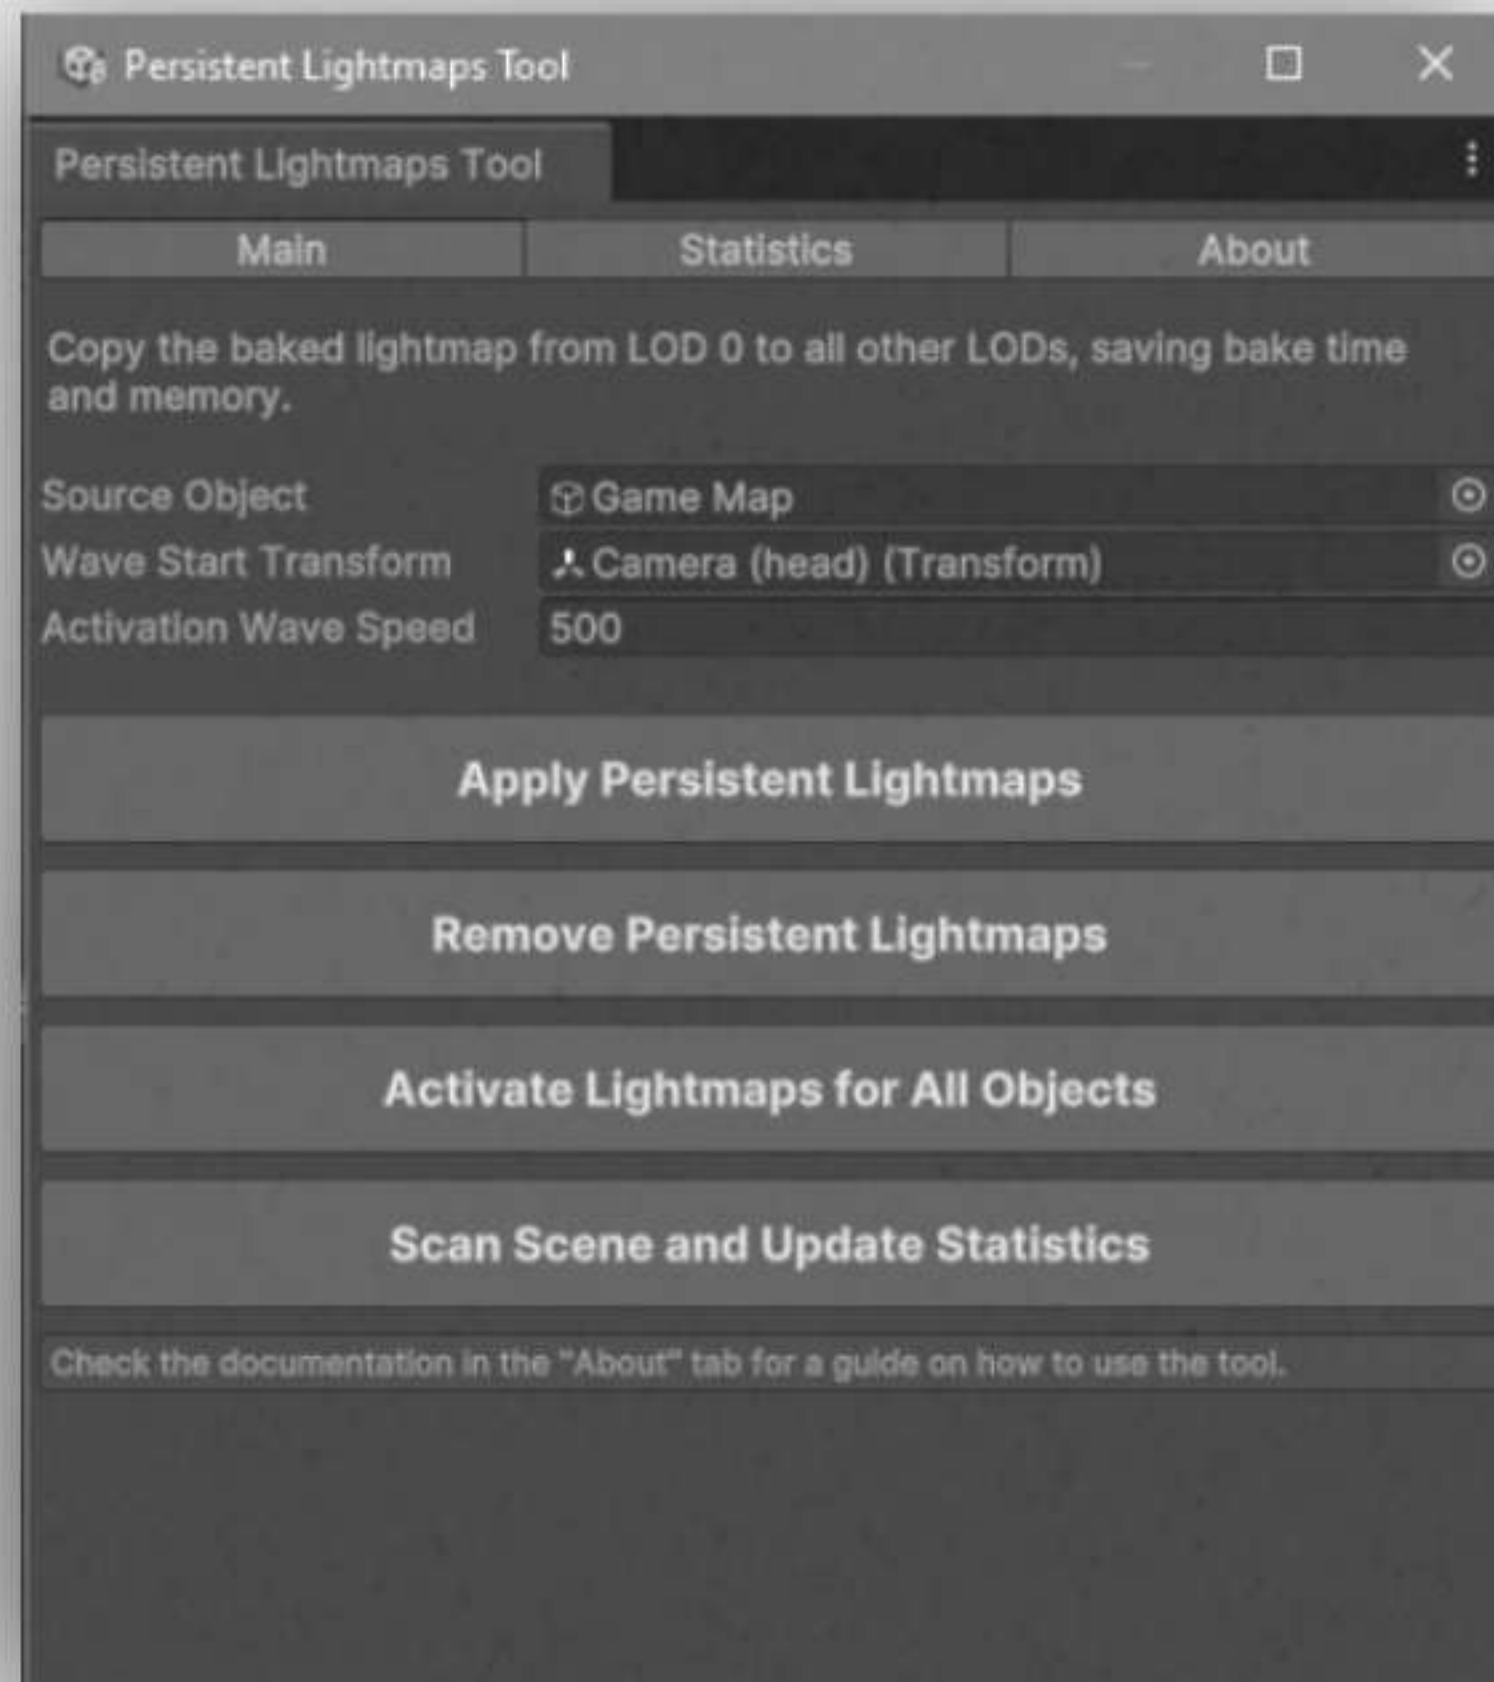 Persistent Lightmaps Tool
Persistent Lightmaps Tool
Main Statistics About
Copy the baked lightmap from LOD 0 to all other LODs, saving bake time
and memory.
Source Object Game Map
Wave Start Transform Camera (head) (Transform)
Activation Wave Speed 500
Apply Persistent Lightmaps
Remove Persistent Lightmaps
Activate Lightmaps for All Objects
Scan Scene and Update Statistics
Check the documentation in the "About" tab for a guide on how to use the tool.